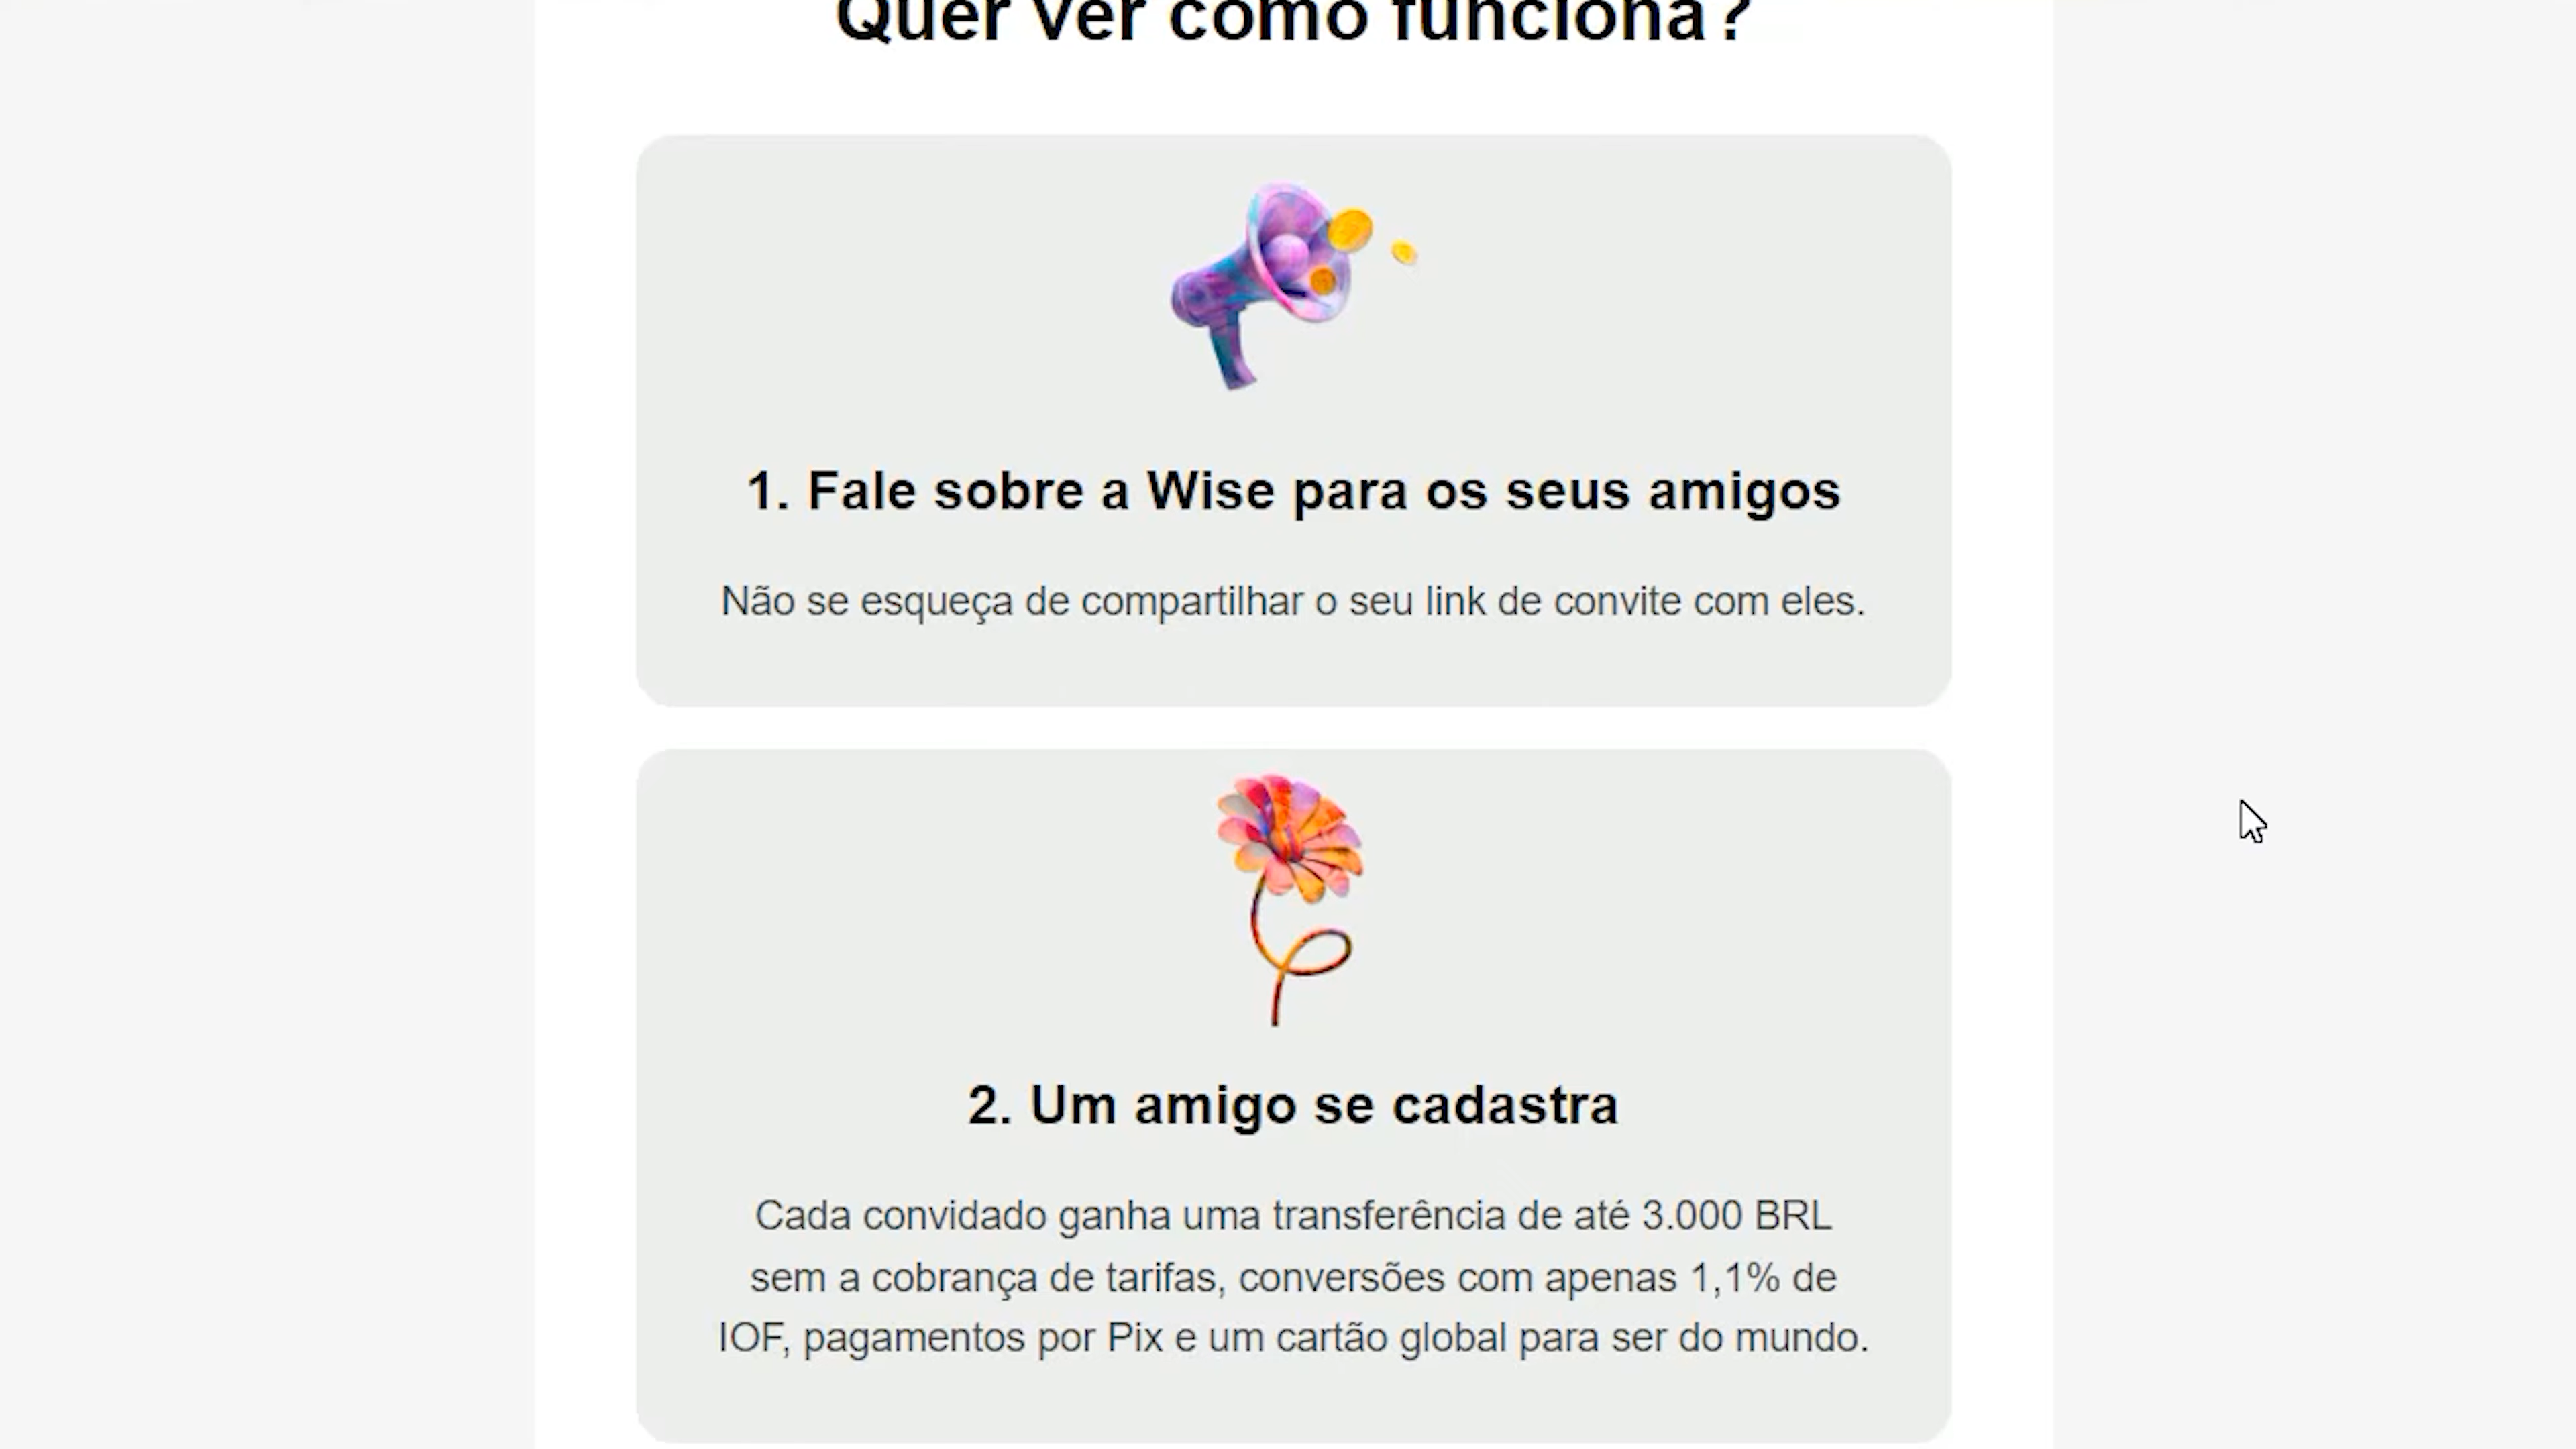 Quer ver como funciona?
1. Fale sobre a Wise para os seus amigos
Não se esqueça de compartilhar o seu link de convite com eles.
2. Um amigo se cadastra
Cada convidado ganha uma transferência de até 3.000 BRL
sem a cobrança de tarifas, conversões com apenas 1,1% de
IOF, pagamentos por Pix e um cartão global para ser do mundo.